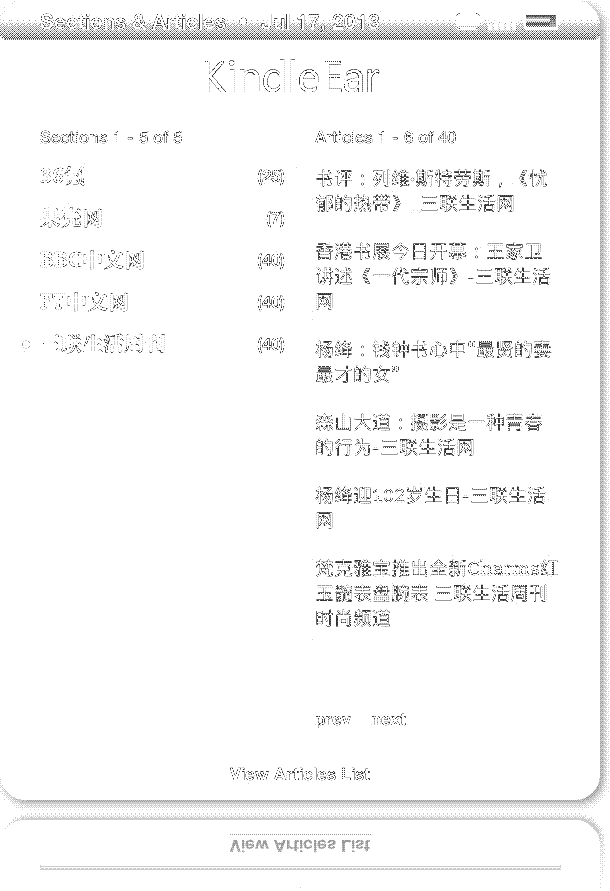 Sections & Articles • Jul 17, 2013
KindleEar
Sections 1 - 5 of 5
(25)
果壳网
(7)
BBC中文网
(40)
FT中文网
(40)
三联生活周刊
(40)
Articles 1 - 6 of 40
书评：列维·斯特劳斯，《忧
郁的热带》_三联生活网
香港书展今日开幕：王家卫
讲述《一代宗师》-三联生活
网
杨绛：钱钟书心中“最贤的妻
最才的女”
森山大道：摄影是一种青春
的行为-三联生活网
杨绛迎102岁生日-三联生活
网
梵克雅宝推出全新Charms红
玉髓表盘腕表 三联生活周刊
时尚频道
prev
next
View Articles List
View Articles List